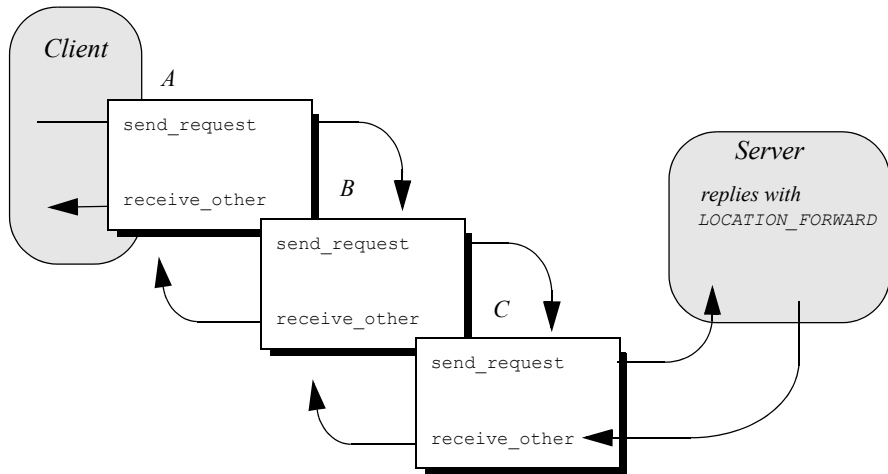 Client
A
send_request
receive_other
B
send_request
receive_other
C
send_request
receive_other
Server
replies with
LOCATION_FORWARD